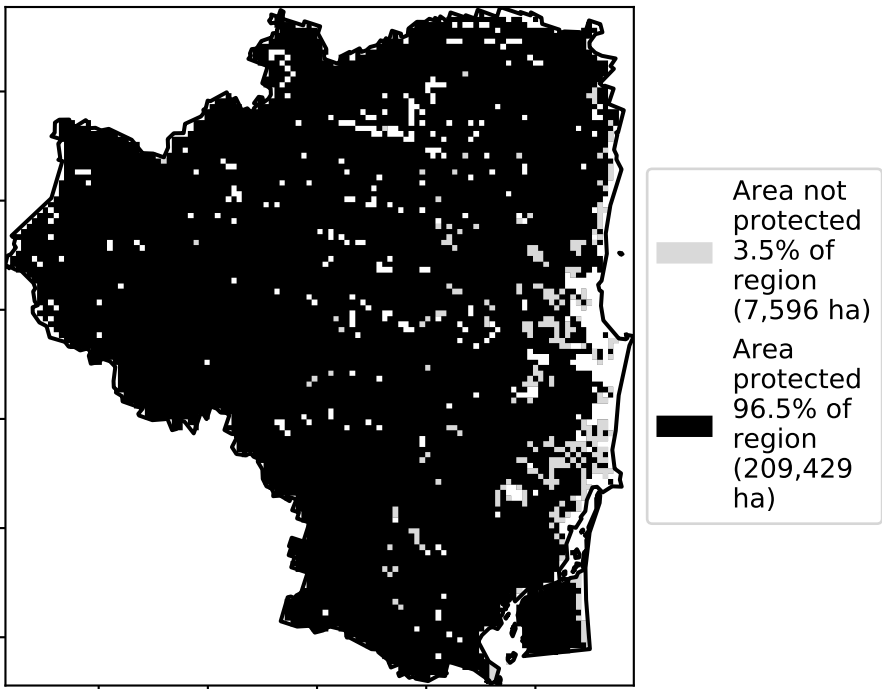 Area not
protected
3.5% of
region
(7,596 ha)
Area
protected
96.5% of
region
(209,429
ha)